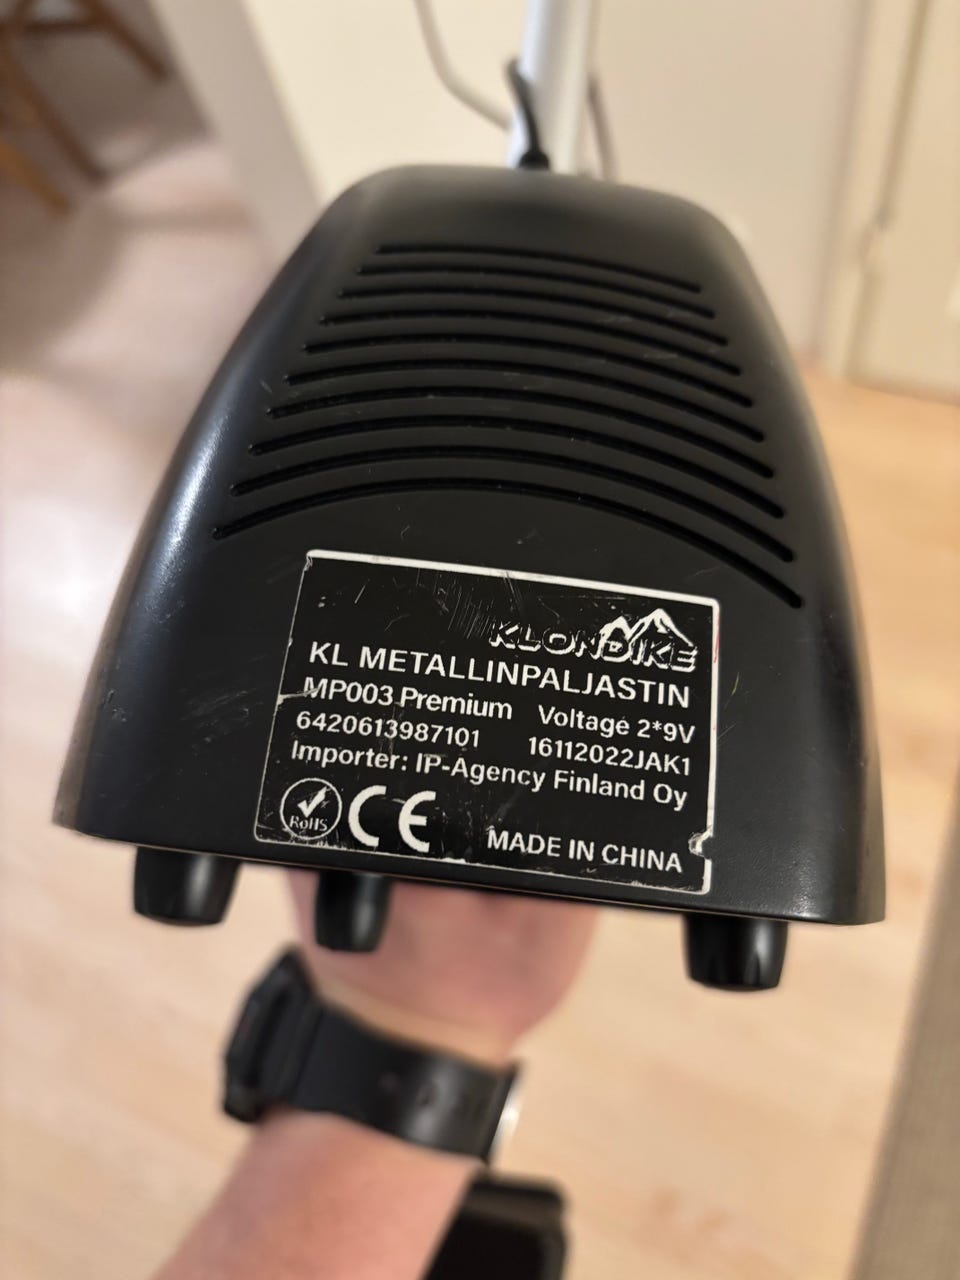 KLONDIKE
KL METALLINPALJASTIN
MP003 Premium Voltage 2*9V
6420613987101 16112022JAK1
Importer: IP-Agency Finland Oy
RoHS CE MADE IN CHINA